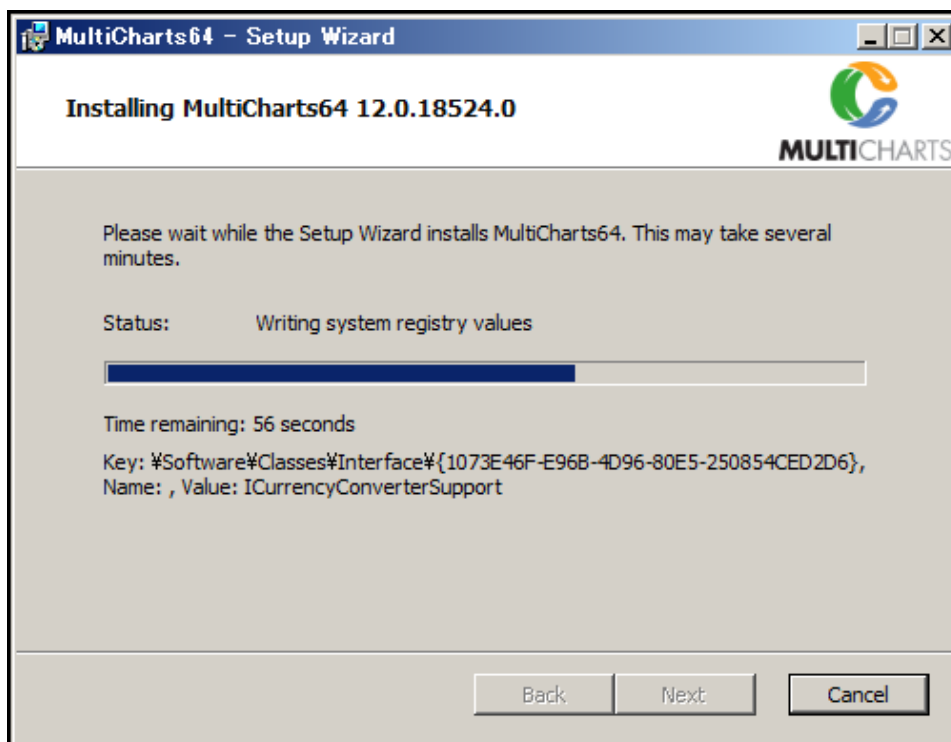 MultiCharts64 - Setup Wizard
Installing MultiCharts64 12.0.18524.0
MULTICHARTS
Please wait while the Setup Wizard installs MultiCharts64. This may take several
minutes.
Status: Writing system registry values
Time remaining: 56 seconds
Key: ¥Software¥Classes¥Interface¥{1073E46F-E96B-4D96-80E5-250854CED2D6},
Name: , Value: ICurrencyConverterSupport
Back Next Cancel